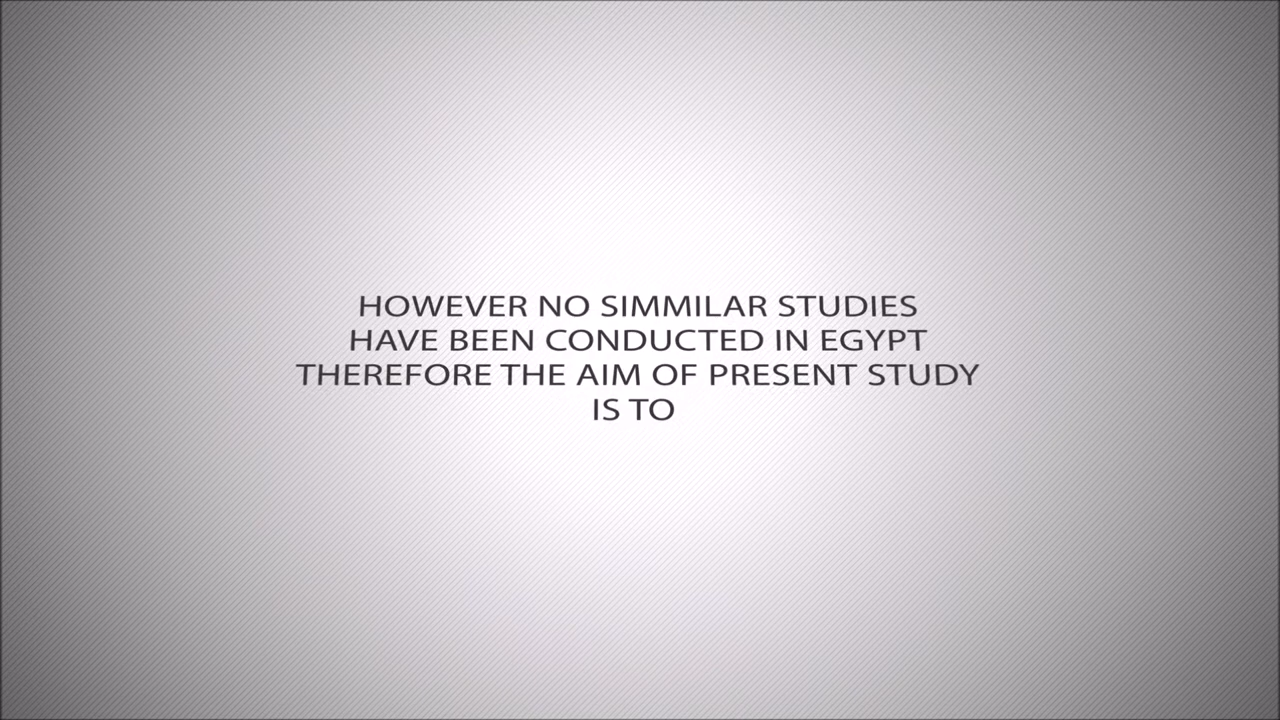 HOWEVER NO SIMMILAR STUDIES
HAVE BEEN CONDUCTED IN EGYPT
THEREFORE THE AIM OF PRESENT STUDY
IS TO